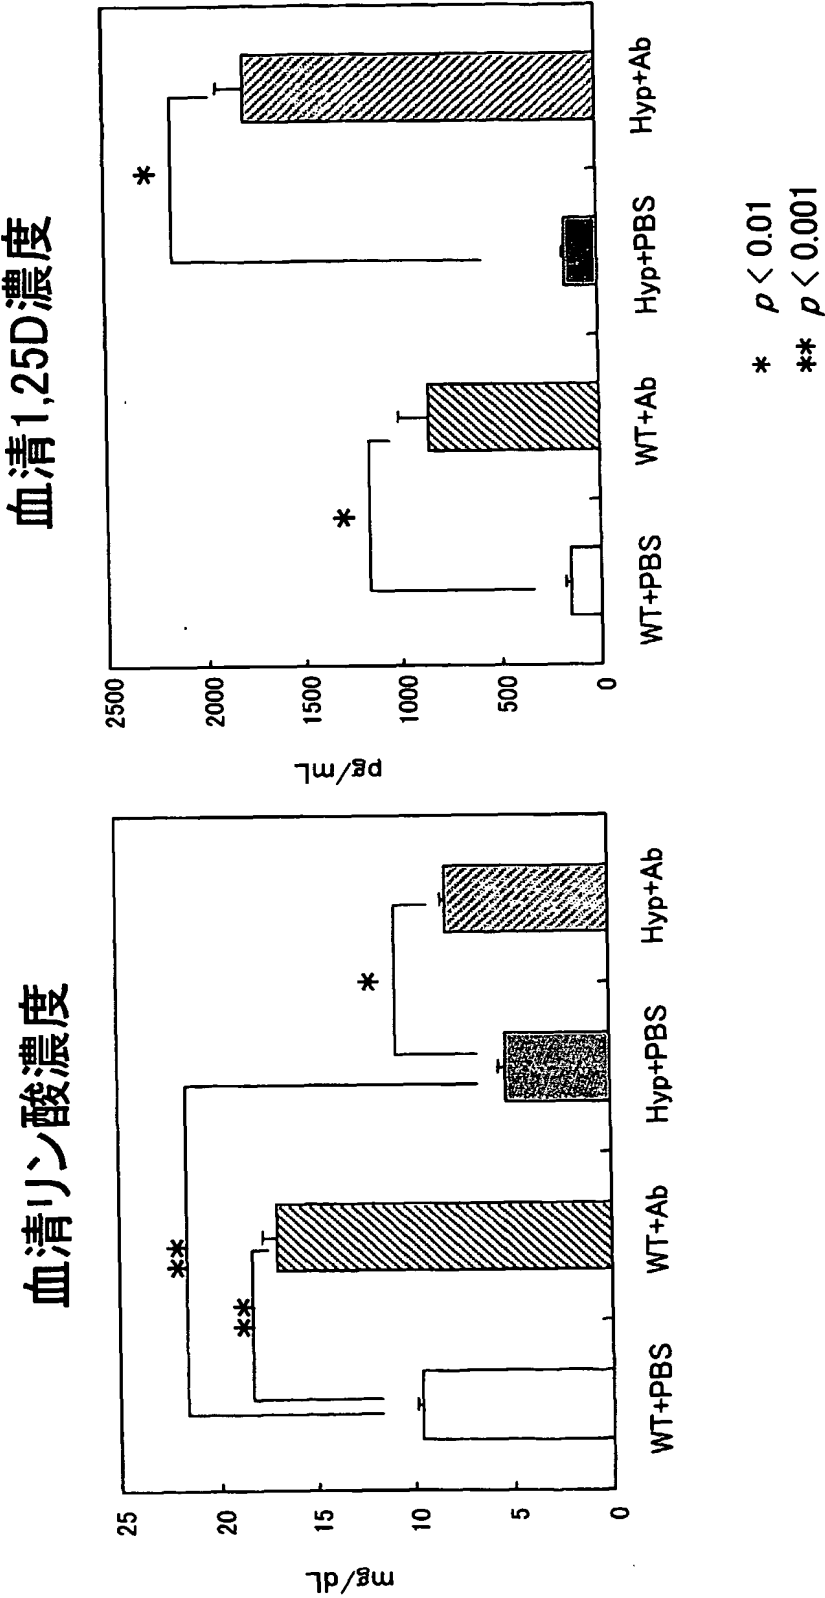 血清リン酸濃度
mg/dL
25
20
15
10
5
0
**
**
*
WT+PBS
WT+Ab
Hyp+PBS
Hyp+Ab
血清1,25D濃度
pg/mL
2500
2000
1500
1000
500
0
*
*
WT+PBS
WT+Ab
Hyp+PBS
Hyp+Ab
* p < 0.01
** p < 0.001